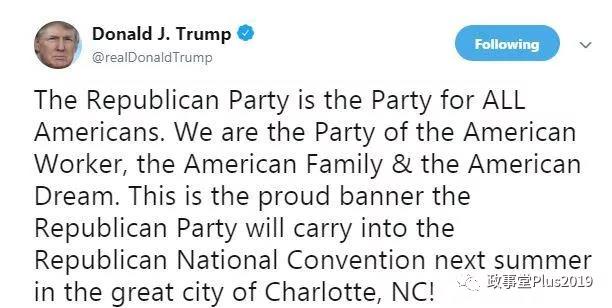 Donald J. Trump
@realDonaldTrump
Following
The Republican Party is the Party for ALL
Americans. We are the Party of the American
Worker, the American Family & the American
Dream. This is the proud banner the
Republican Party will carry into the
Republican National Convention next summer
in the great city of Charlotte, NC!
政事堂Plus2019